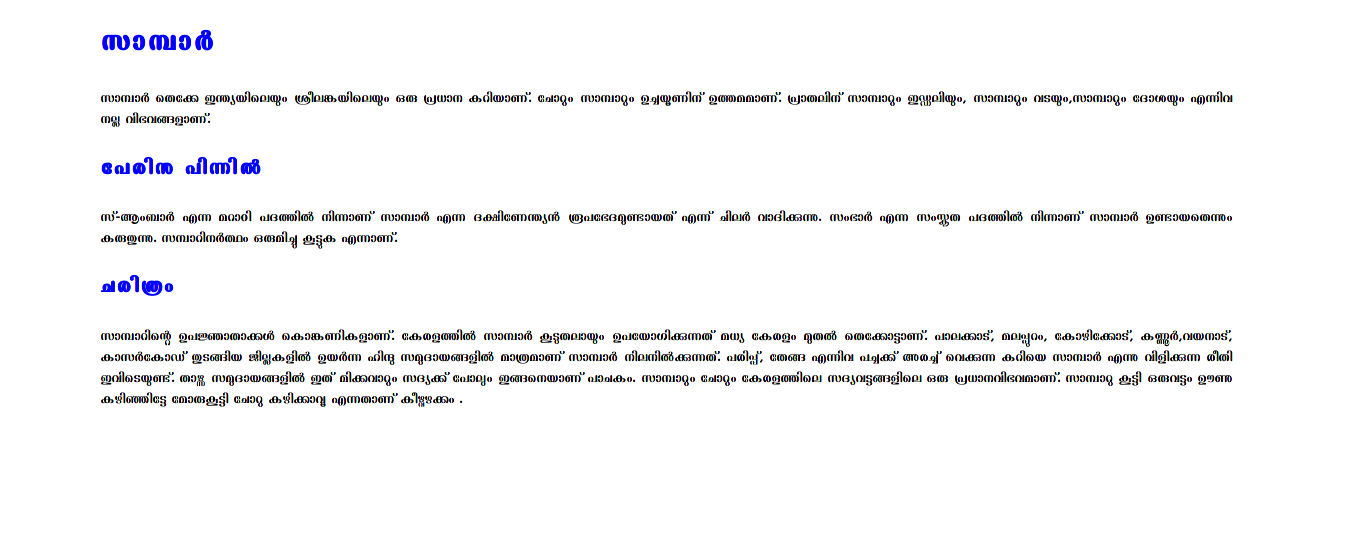 സാമ്പാർ
സാമ്പാർ തെക്കേ ഇന്ത്യയിലെയും ശ്രീലങ്കയിലെയും ഒരു പ്രധാന കറിയാണ്. ചോറും സാമ്പാറും ഉച്ചയൂണിന് ഉത്തമമാണ്. പ്രാതലിന് സാമ്പാറും ഇഡ്ഡലിയും, സാമ്പാറും വടയും,സാമ്പാറും ദോശയും എന്നിവ
നല്ല വിഭവങ്ങളാണ്.
പേരിനു പിന്നിൽ
സ്-ആംബാർ എന്ന മറാഠി പദത്തിൽ നിന്നാണ് സാമ്പാർ എന്ന ദക്ഷിണേന്ത്യൻ രൂപഭേദമുണ്ടായത് എന്ന് ചിലർ വാദിക്കുന്നു. സംഭാർ എന്ന സംസ്കൃത പദത്തിൽ നിന്നാണ് സാമ്പാർ ഉണ്ടായതെന്നും
കരുതുന്നു. സമ്പാറിനർത്ഥം ഒരുമിച്ചു കൂട്ടുക എന്നാണ്.
ചരിത്രം
സാമ്പാറിന്റെ ഉപജ്ഞാതാക്കൾ കൊങ്കണികളാണ്. കേരളത്തിൽ സാമ്പാർ കൂടുതലായും ഉപയോഗിക്കുന്നത് മധ്യ കേരളം മുതൽ തെക്കോട്ടാണ്. പാലക്കാട്, മലപ്പുറം, കോഴിക്കോട്, കണ്ണൂർ,വയനാട്,
കാസർകോഡ് തുടങ്ങിയ ജില്ലകളിൽ ഉയർന്ന ഹിന്ദു സമുദായങ്ങളിൽ മാത്രമാണ് സാമ്പാർ നിലനിൽക്കുന്നത്. പരിപ്പ്, തേങ്ങ എന്നിവ പച്ചക്ക് അരച്ച് വെക്കുന്ന കറിയെ സാമ്പാർ എന്നു വിളിക്കുന്ന രീതി
ഇവിടെയുണ്ട്. താഴ്ന്ന സമുദായങ്ങളിൽ ഇത് മിക്കവാറും സദ്യക്ക് പോലും ഇങ്ങനെയാണ് പാചകം. സാമ്പാറും ചോറും കേരളത്തിലെ സദ്യവട്ടങ്ങളിലെ ഒരു പ്രധാനവിഭവമാണ്. സാമ്പാറു കൂട്ടി ഒരുവട്ടം ഊണു
കഴിഞ്ഞിട്ടേ മോരുകൂട്ടി ചോറു കഴിക്കാവൂ എന്നതാണ് കീഴ്വഴക്കം .